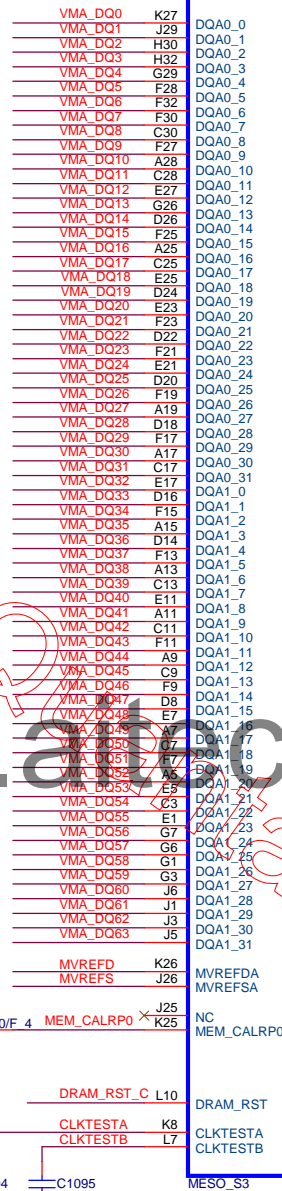 VMA_DQ0 K27 DQA0_0
VMA_DQ1 J29 DQA0_1
VMA_DQ2 H30 DQA0_2
VMA_DQ3 H32 DQA0_3
VMA_DQ4 G29 DQA0_4
VMA_DQ5 F28 DQA0_5
VMA_DQ6 F32 DQA0_6
VMA_DQ7 F30 DQA0_7
VMA_DQ8 C30 DQA0_8
VMA_DQ9 F27 DQA0_9
VMA_DQ10 A28 DQA0_10
VMA_DQ11 C28 DQA0_11
VMA_DQ12 E27 DQA0_12
VMA_DQ13 G26 DQA0_13
VMA_DQ14 D26 DQA0_14
VMA_DQ15 F25 DQA0_15
VMA_DQ16 A25 DQA0_16
VMA_DQ17 C25 DQA0_17
VMA_DQ18 E25 DQA0_18
VMA_DQ19 D24 DQA0_19
VMA_DQ20 E23 DQA0_20
VMA_DQ21 F23 DQA0_21
VMA_DQ22 D22 DQA0_22
VMA_DQ23 F21 DQA0_23
VMA_DQ24 E21 DQA0_24
VMA_DQ25 D20 DQA0_25
VMA_DQ26 F19 DQA0_26
VMA_DQ27 A19 DQA0_27
VMA_DQ28 D18 DQA0_28
VMA_DQ29 F17 DQA0_29
VMA_DQ30 A17 DQA0_30
VMA_DQ31 C17 DQA0_31
VMA_DQ32 E17 DQA1_0
VMA_DQ33 D16 DQA1_1
VMA_DQ34 F15 DQA1_2
VMA_DQ35 A15 DQA1_3
VMA_DQ36 D14 DQA1_4
VMA_DQ37 F13 DQA1_5
VMA_DQ38 A13 DQA1_6
VMA_DQ39 C13 DQA1_7
VMA_DQ40 E11 DQA1_8
VMA_DQ41 A11 DQA1_9
VMA_DQ42 C11 DQA1_10
VMA_DQ43 F11 DQA1_11
VMA_DQ44 A9 DQA1_12
VMA_DQ45 C9 DQA1_13
VMA_DQ46 F9 DQA1_14
VMA_DQ47 D8 DQA1_15
VMA_DQ48 E7 DQA1_16
VMA_DQ49 A7 DQA1_17
VMA_DQ50 C7 DQA1_18
VMA_DQ51 F7 DQA1_19
VMA_DQ52 A5 DQA1_20
VMA_DQ53 E5 DQA1_21
VMA_DQ54 C3 DQA1_22
VMA_DQ55 E1 DQA1_23
VMA_DQ56 G7 DQA1_24
VMA_DQ57 G6 DQA1_25
VMA_DQ58 G1 DQA1_26
VMA_DQ59 G3 DQA1_27
VMA_DQ60 J6 DQA1_28
VMA_DQ61 J1 DQA1_29
VMA_DQ62 J3 DQA1_30
VMA_DQ63 J5 DQA1_31
MVREFD K26 MVREFDA
MVREFS J26 MVREFSA
J25 NC
0/F_4 MEM_CALRP0 K25 MEM_CALRP0
DRAM_RST_C L10 DRAM_RST
CLKTESTA K8 CLKTESTA
CLKTESTB L7 CLKTESTB
C1095 MESO_S3